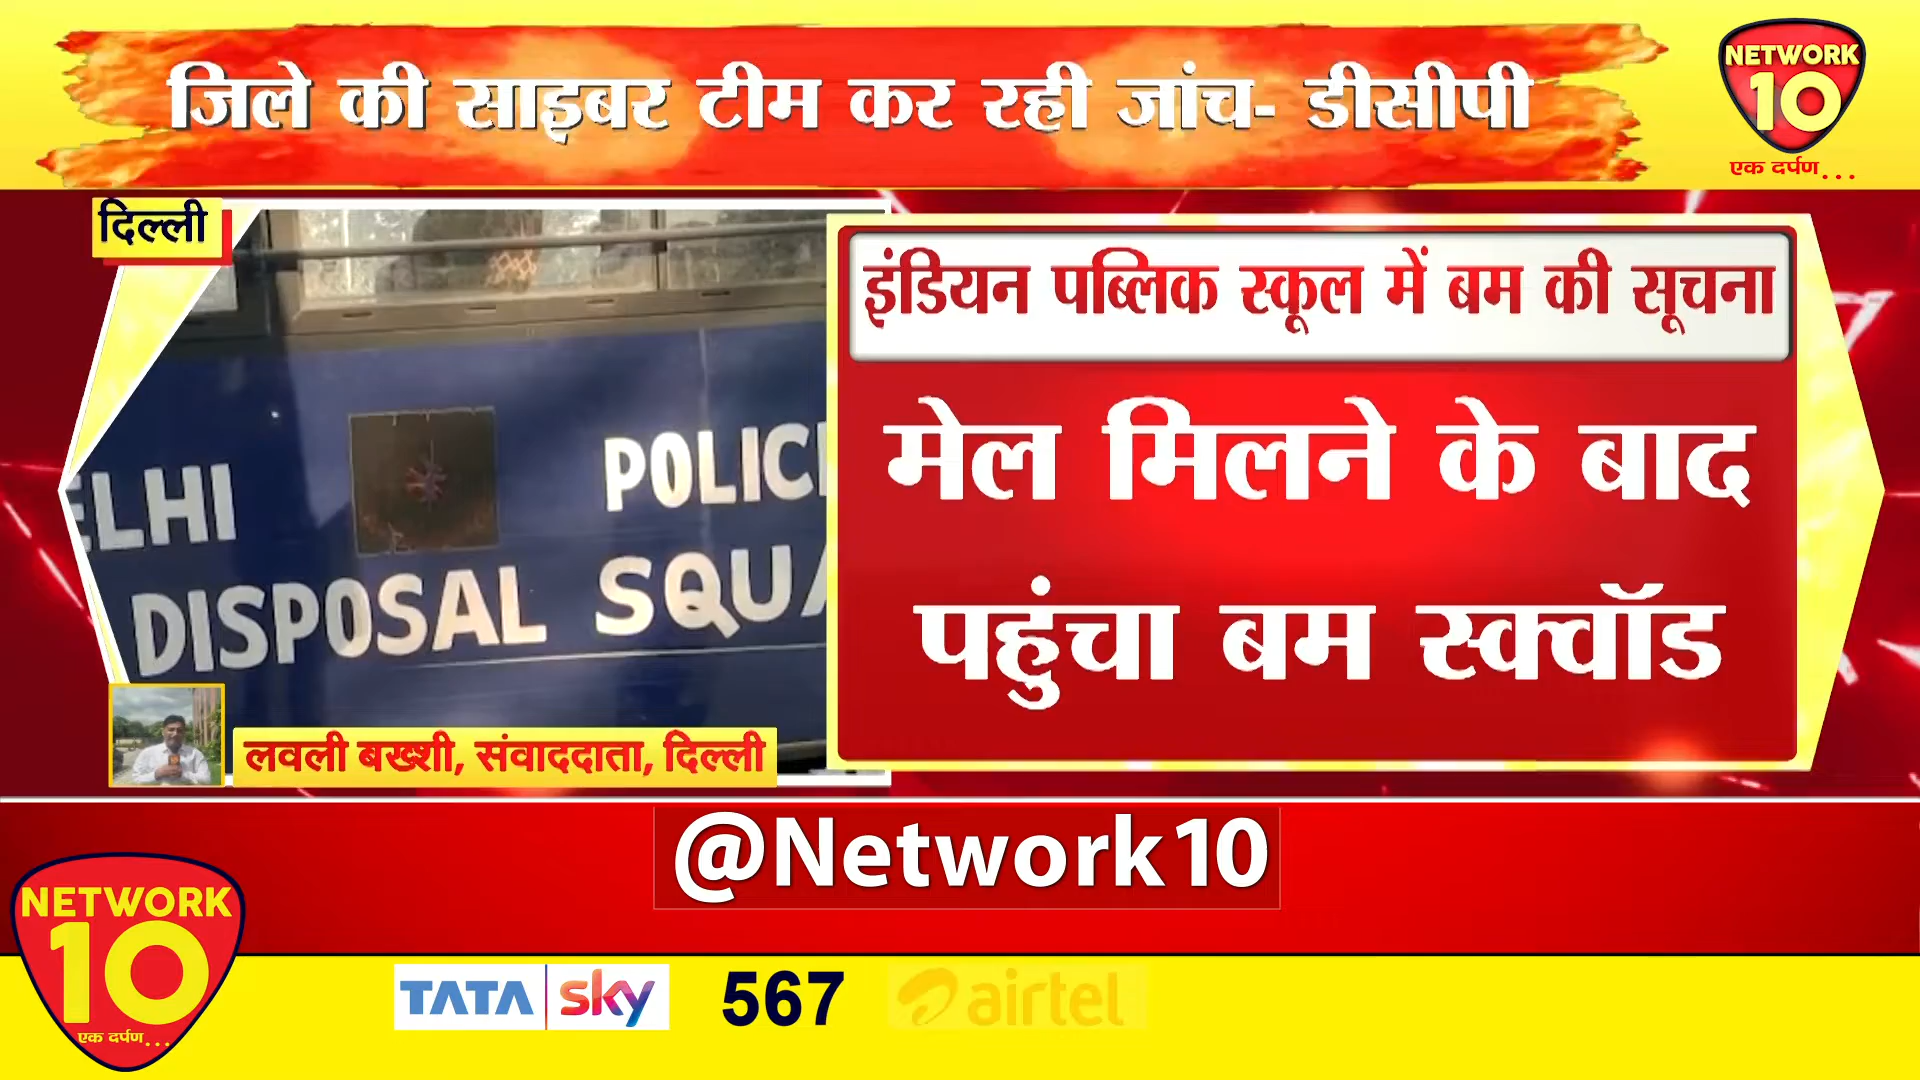 जिले की साइबर टीम कर रही जांच- डीसीपी
NETWORK
10
एक दर्पण...
दिल्ली
इंडियन पब्लिक स्कूल में बम की सूचना
मेल मिलने के बाद
पहुंचा बम स्क्वॉड
ELHI POLIC
DISPOSAL SQUA
लवली बख्शी, संवाददाता, दिल्ली
@Network10
NETWORK
10
एक दर्पण...
TATA sky 567 airtel